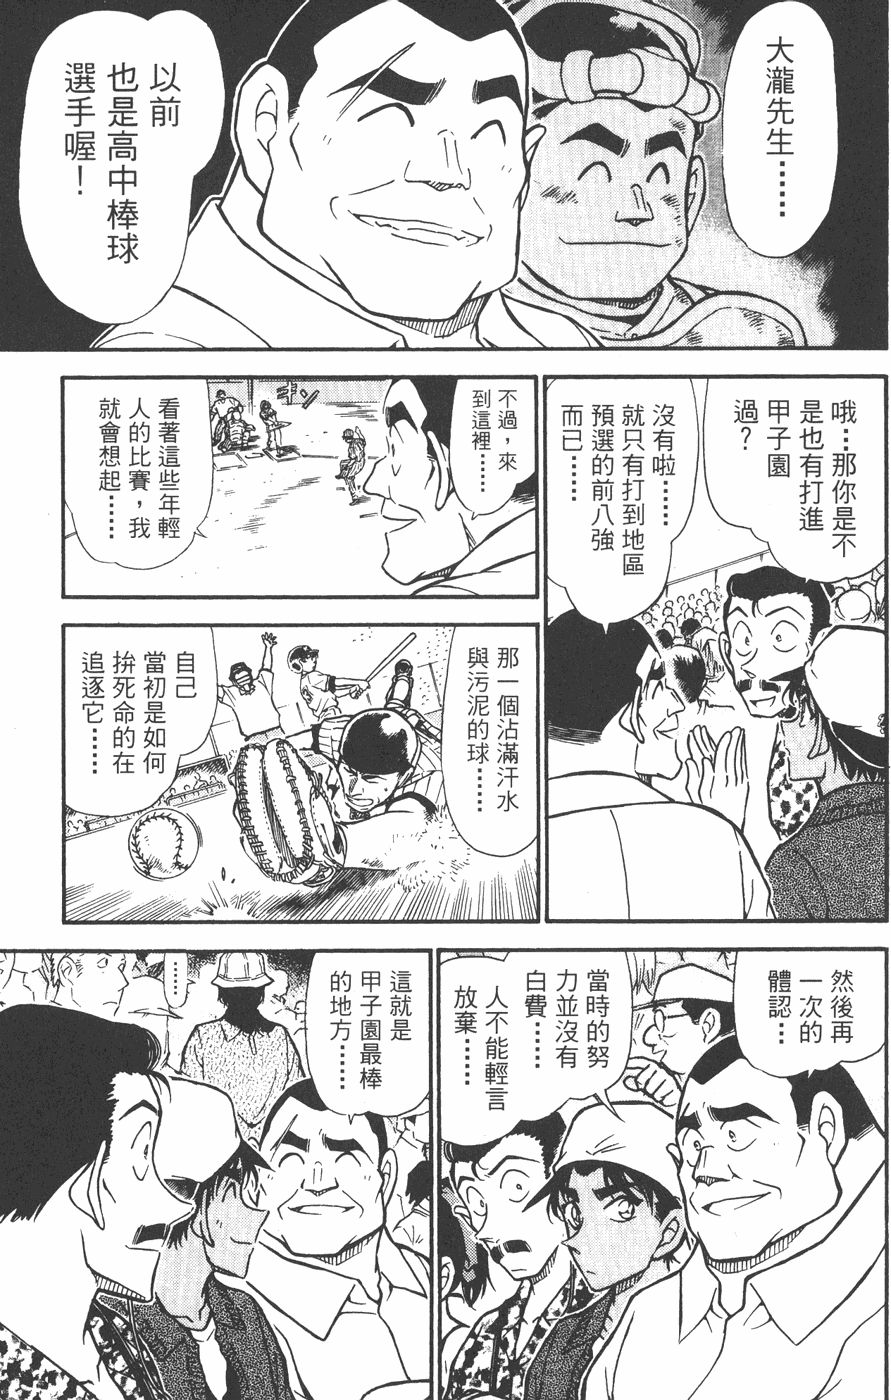 大瀧先生……
以前
也是高中棒球
選手喔！
哦…那你是不
是也有打進
甲子園
過？
沒有啦……
就只有打到地區
預選的前八強
而已……
不過，來
到這裡……
キン
看著這些年輕
人的比賽，我
就會想起……
那一個沾滿汗水
與污泥的球……
自己
當初是如何
拚死命的在
追逐它……
然後再
一次的
體認……
當時的努
力並沒有
白費……
人不能輕言
放棄……
這就是
甲子園最棒
的地方……
……